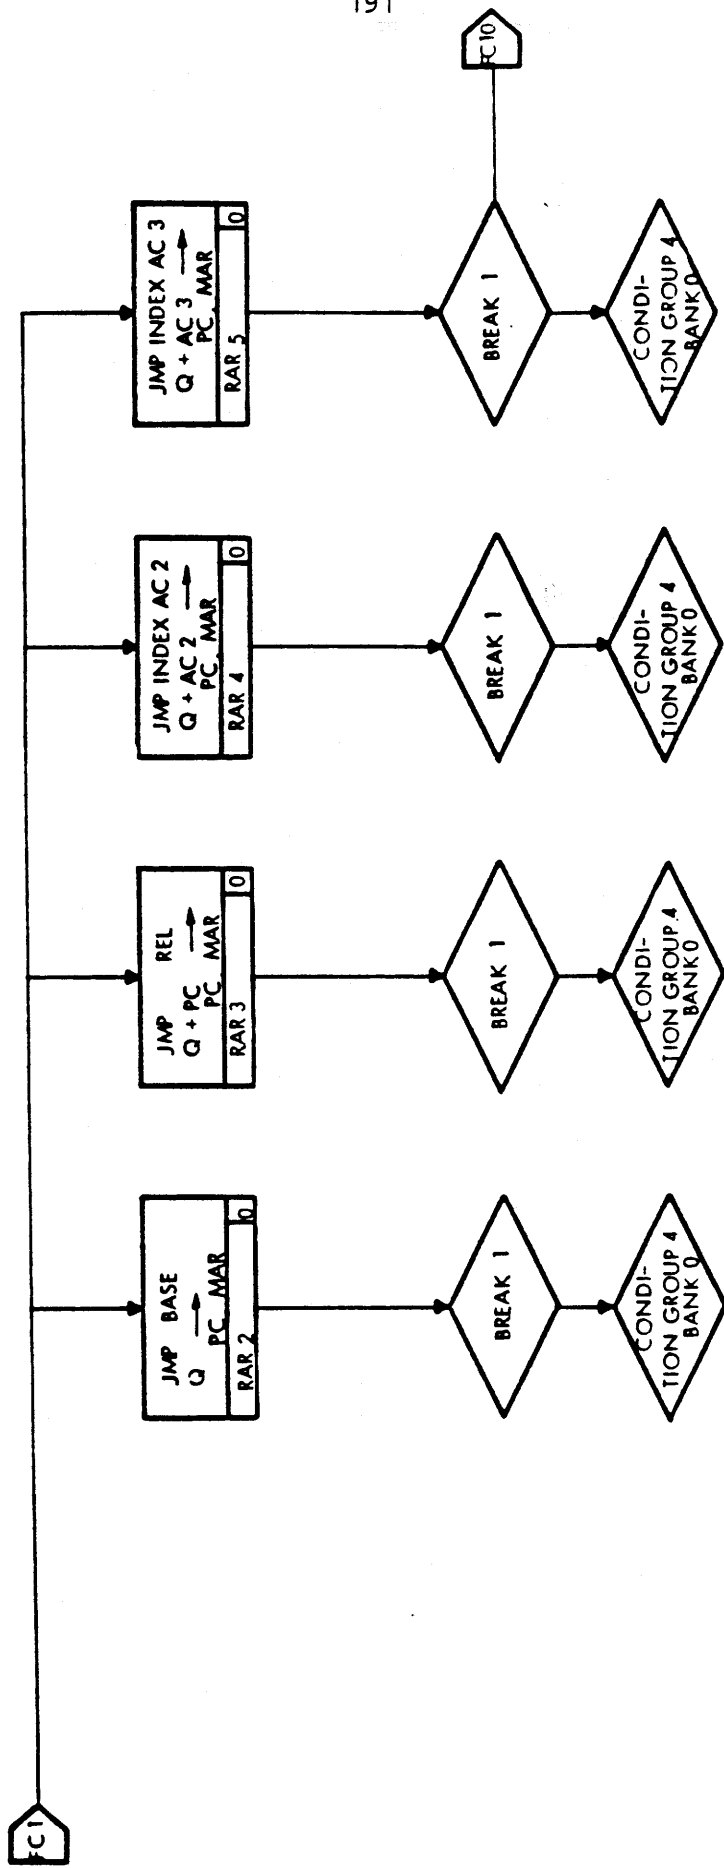 191
FC 1
JMP BASE
Q →
PC, MAR
RAR 2
0
JMP REL
Q + PC →
PC, MAR
RAR 3
0
JMP INDEX AC 2
Q + AC 2 →
PC, MAR
RAR 4
0
JMP INDEX AC 3
Q + AC 3 →
PC, MAR
RAR 5
0
BREAK 1
BREAK 1
BREAK 1
BREAK 1
FC10
CONDI-
TION GROUP 4
BANK 0
CONDI-
TION GROUP 4
BANK 0
CONDI-
TION GROUP 4
BANK 0
CONDI-
TION GROUP 4
BANK 0